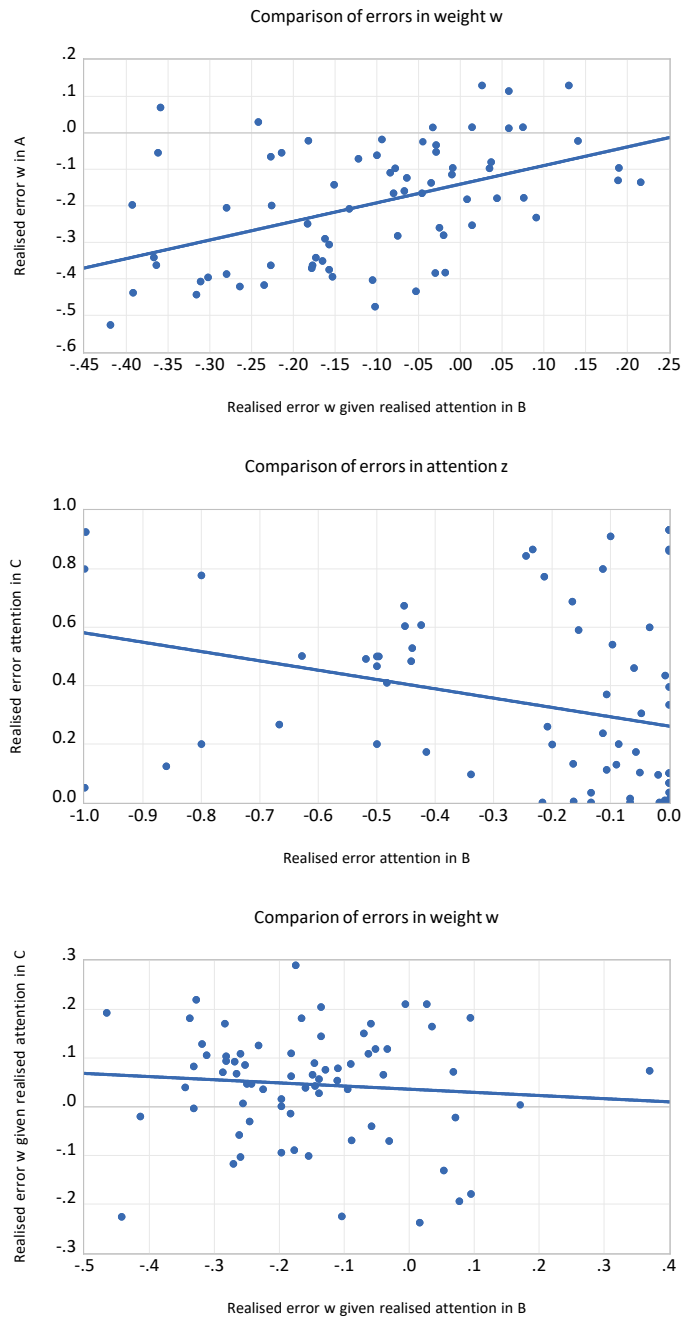 Comparison of errors in weight w
.2
.1
.0
-.1
-.2
-.3
-.4
-.5
-.6
Realised error w in A
-.45 -.40 -.35 -.30 -.25 -.20 -.15 -.10 -.05 .00 .05 .10 .15 .20 .25
Realised error w given realised attention in B
Comparison of errors in attention z
1.0
0.8
0.6
0.4
0.2
0.0
Realised error attention in C
-1.0 -0.9 -0.8 -0.7 -0.6 -0.5 -0.4 -0.3 -0.2 -0.1 0.0
Realised error attention in B
Comparion of errors in weight w
.3
.2
.1
.0
-.1
-.2
-.3
Realised error w given realised attention in C
-.5 -.4 -.3 -.2 -.1 .0 .1 .2 .3 .4
Realised error w given realised attention in B